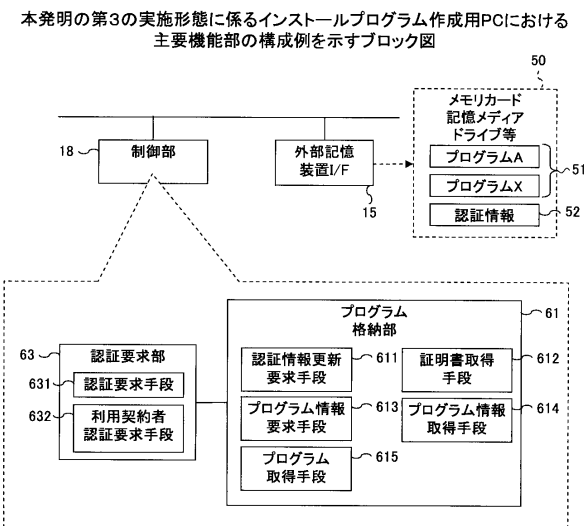 本発明の第3の実施形態に係るインストールプログラム作成用PCにおける
主要機能部の構成例を示すブロック図
50
メモリカード
記憶メディア
ドライブ等
プログラムA
プログラムX
51
認証情報
52
18
制御部
外部記憶
装置I/F
15
プログラム
格納部
61
63
認証要求部
631
認証要求手段
632
利用契約者
認証要求手段
認証情報更新
要求手段
611
証明書取得
手段
612
プログラム情報
要求手段
613
プログラム情報
取得手段
614
プログラム
取得手段
615